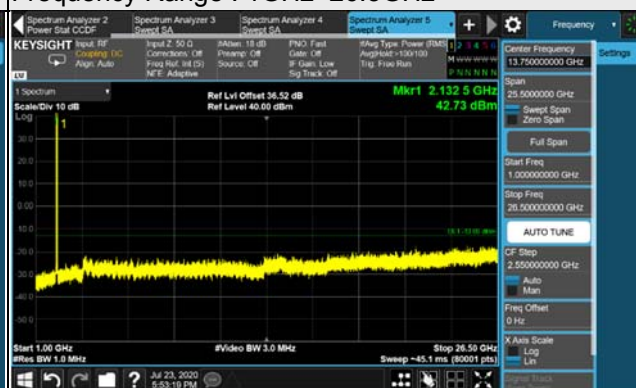 Spectrum Analyzer 2
Power Stat CCDF
Spectrum Analyzer 3
Swept SA
Spectrum Analyzer 4
Swept SA
Spectrum Analyzer 5
Swept SA
Frequency
KEYSIGHT
Input: RF
Coupling: DC
Align: Auto
Input Z: 50 Ω
Corrections: Off
Freq Ref: Int (S)
NFE: Adaptive
#Atten: 18 dB
Preamp: Off
Source: Off
PNO: Fast
Gate: Off
IF Gain: Low
Sig Track: Off
#Avg Type: Power (RMS)
Avg|Hold:>100/100
Trig: Free Run
1 2 3 4 5 6
M W W W W W
P N N N N N
LW
1 Spectrum
Scale/Div 10 dB
Log
Ref Lvl Offset 36.52 dB
Ref Level 40.00 dBm
Mkr1 2.132 5 GHz
42.73 dBm
1
30.0
20.0
10.0
0.00
-10.0
-20.0
-30.0
-40.0
-50.0
Start 1.00 GHz
#Res BW 1.0 MHz
#Video BW 3.0 MHz
Stop 26.50 GHz
Sweep ~45.1 ms (80001 pts)
Jul 23, 2020
5:53:19 PM
Center Frequency
13.750000000 GHz
Settings
Span
25.5000000 GHz
Swept Span
Zero Span
Full Span
Start Freq
1.000000000 GHz
Stop Freq
26.500000000 GHz
AUTO TUNE
CF Step
2.550000000 GHz
Auto
Man
Freq Offset
0 Hz
X Axis Scale
Log
Lin
Signal Track